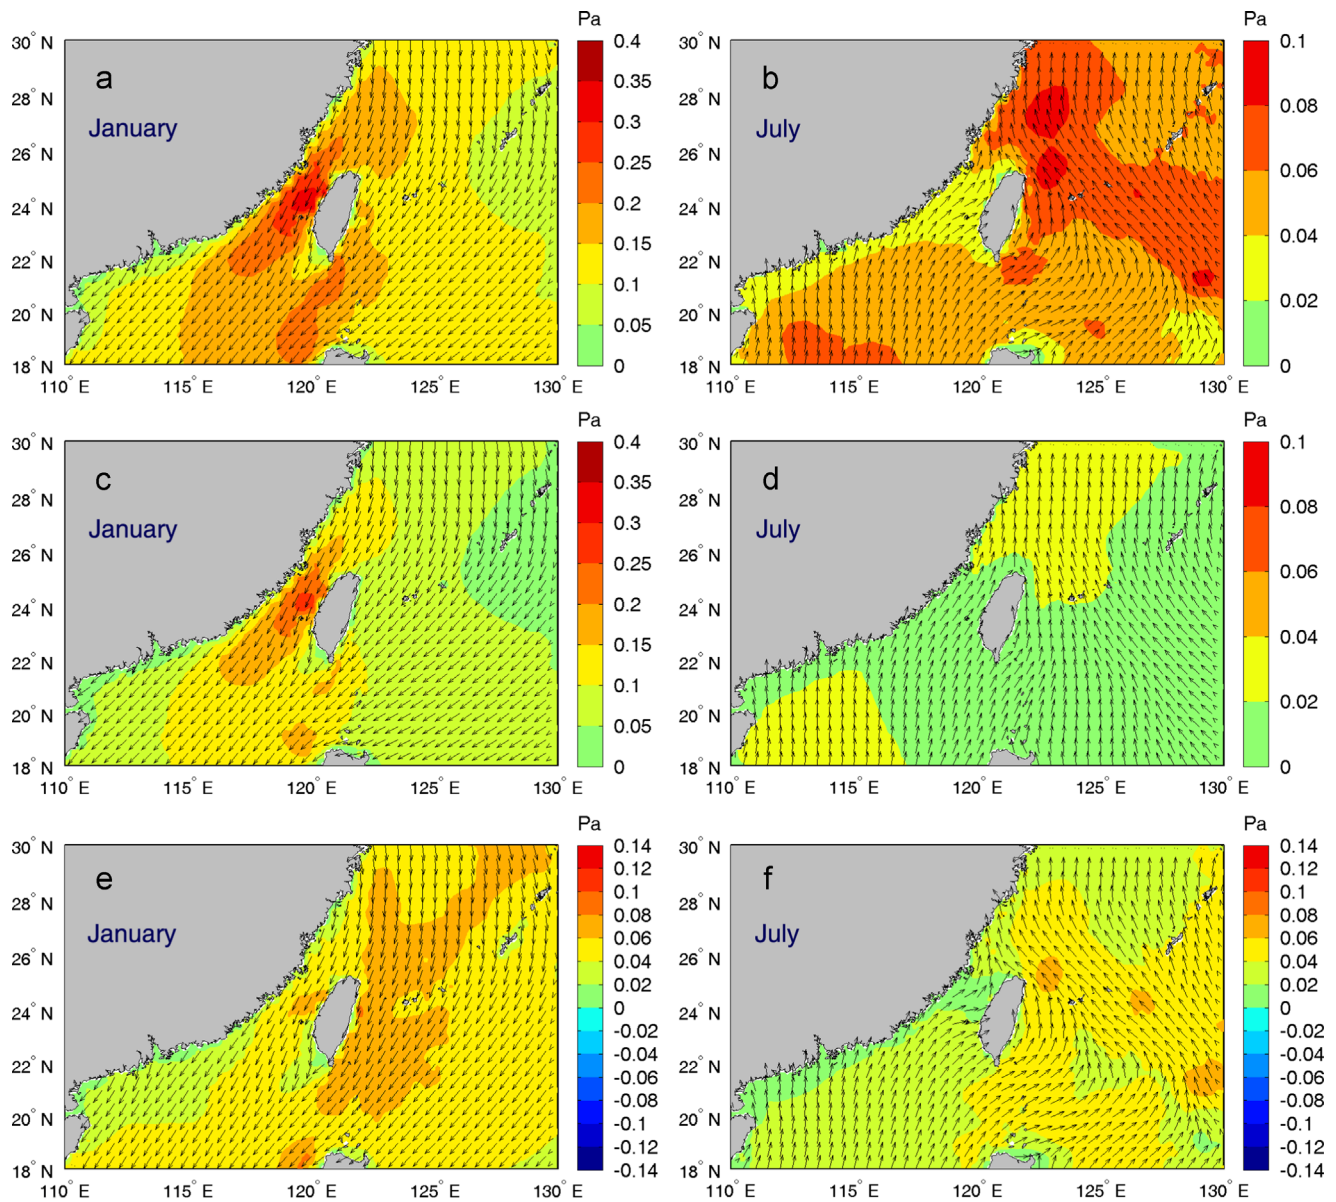 Pa
Pa
30° N
28° N
26° N
24° N
22° N
20° N
18° N
a
January
110° E
115° E
120° E
125° E
130° E
0.4
0.35
0.3
0.25
0.2
0.15
0.1
0.05
0
30° N
28° N
26° N
24° N
22° N
20° N
18° N
b
July
110° E
115° E
120° E
125° E
130° E
0.1
0.08
0.06
0.04
0.02
0
Pa
Pa
30° N
28° N
26° N
24° N
22° N
20° N
18° N
c
January
110° E
115° E
120° E
125° E
130° E
0.4
0.35
0.3
0.25
0.2
0.15
0.1
0.05
0
30° N
28° N
26° N
24° N
22° N
20° N
18° N
d
July
110° E
115° E
120° E
125° E
130° E
0.1
0.08
0.06
0.04
0.02
0
Pa
Pa
30° N
28° N
26° N
24° N
22° N
20° N
18° N
e
January
110° E
115° E
120° E
125° E
130° E
0.14
0.12
0.1
0.08
0.06
0.04
0.02
0
-0.02
-0.04
-0.06
-0.08
-0.1
-0.12
-0.14
30° N
28° N
26° N
24° N
22° N
20° N
18° N
f
July
110° E
115° E
120° E
125° E
130° E
0.14
0.12
0.1
0.08
0.06
0.04
0.02
0
-0.02
-0.04
-0.06
-0.08
-0.1
-0.12
-0.14